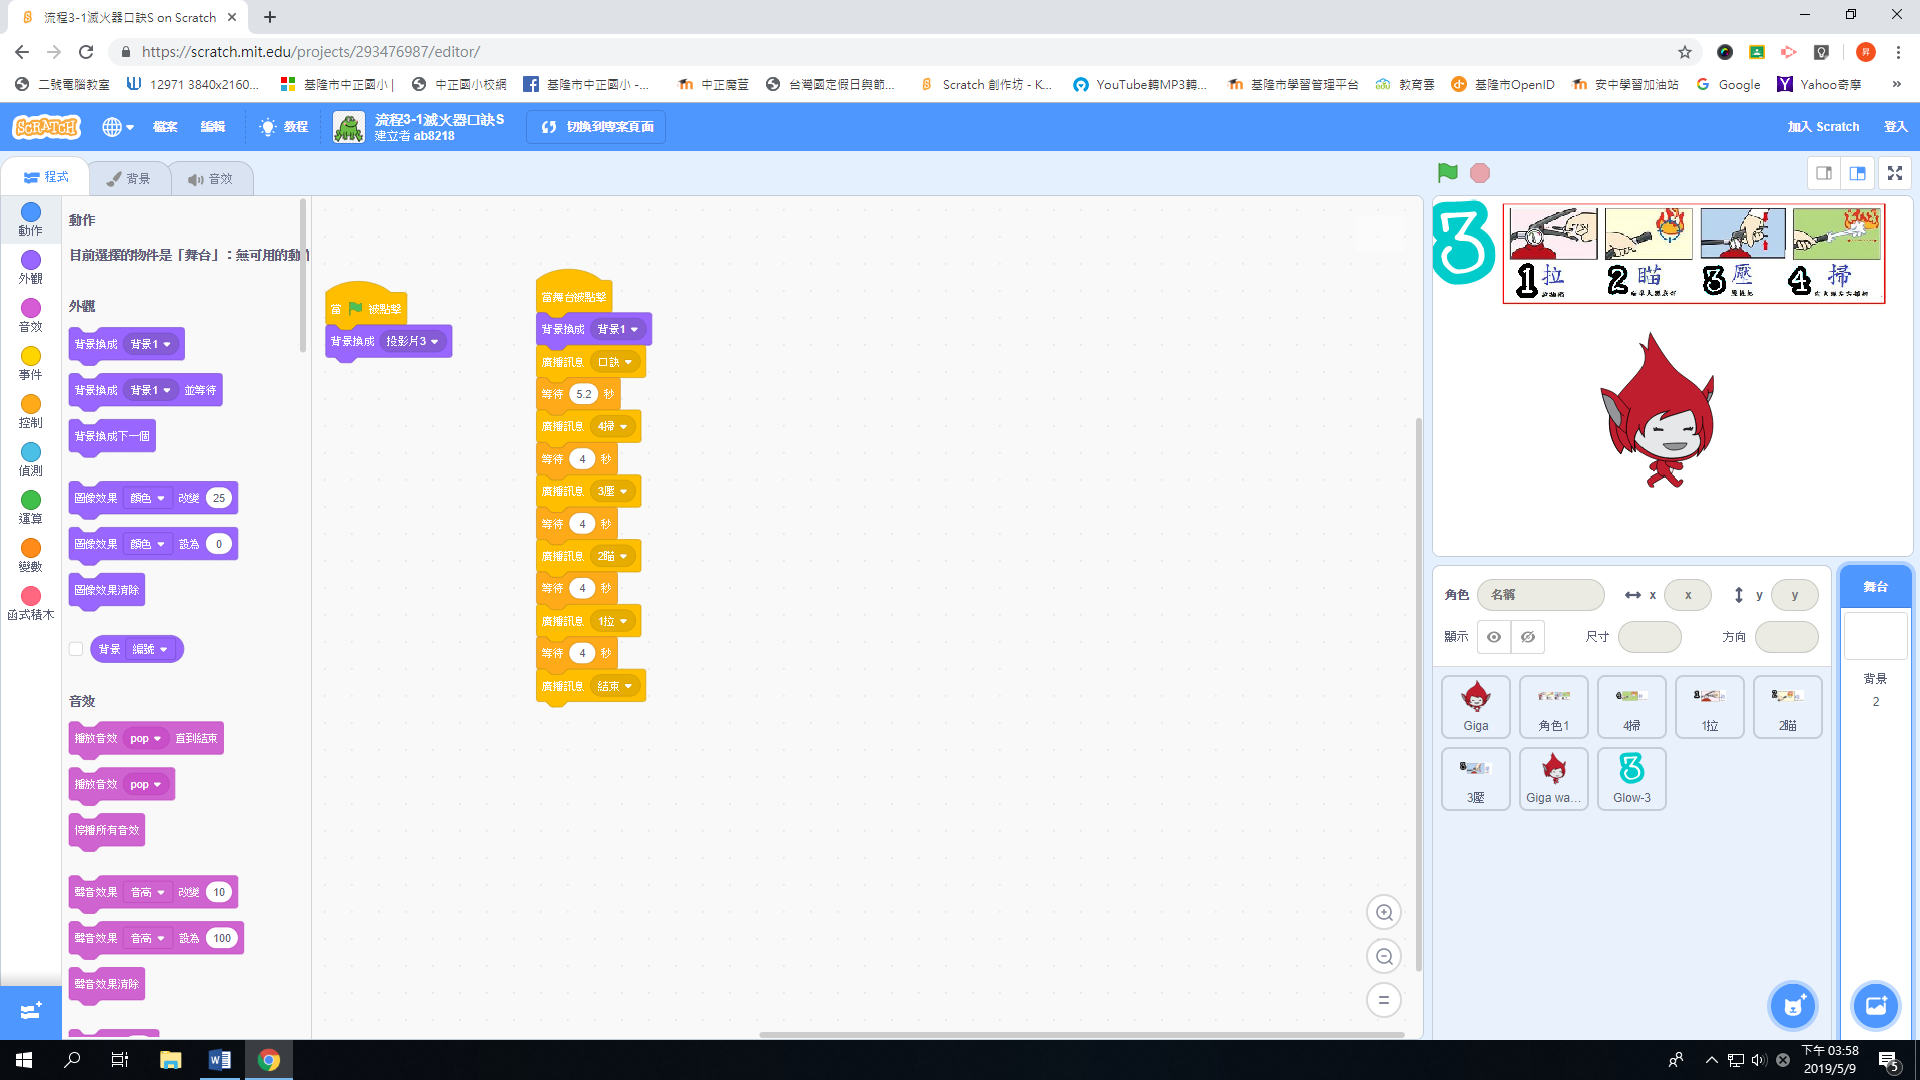 流程3-1滅火器口訣S on Scratch
https://scratch.mit.edu/projects/293476987/editor/
昇
二號電腦教室
12971 3840x2160...
基隆市中正國小 |
中正國小校網
基隆市中正國小 -...
中正魔荳
台灣國定假日與節...
Scratch 創作坊 - K...
YouTube轉MP3轉...
基隆市學習管理平台
教育雲
基隆市OpenID
安中學習加油站
Google
Yahoo奇摩
»
SCRATCH
檔案
編輯
教程
流程3-1滅火器口訣S
建立者 ab8218
切換到專案頁面
加入 Scratch
登入
程式
背景
音效
動作
外觀
音效
事件
控制
偵測
運算
變數
函式積木
動作
目前選擇的物件是「舞台」：無可用的動
外觀
背景換成 背景1
背景換成 背景1 並等待
背景換成下一個
圖像效果 顏色 改變 25
圖像效果 顏色 設為 0
圖像效果清除
背景 編號
音效
播放音效 pop 直到結束
播放音效 pop
停播所有音效
聲音效果 音高 改變 10
聲音效果 音高 設為 100
聲音效果清除
當 被點擊
背景換成 投影片3
當舞台被點擊
背景換成 背景1
廣播訊息 口訣
等待 5.2 秒
廣播訊息 4掃
等待 4 秒
廣播訊息 3壓
等待 4 秒
廣播訊息 2瞄
等待 4 秒
廣播訊息 1拉
等待 4 秒
廣播訊息 結束
3
1 拉
2 瞄
3 壓
4 掃
角色 名稱 x x y y
顯示 尺寸 方向
Giga
角色1
4掃
1拉
2瞄
3壓
Giga wa...
Glow-3
舞台
背景
2
下午 03:58
2019/5/9
5